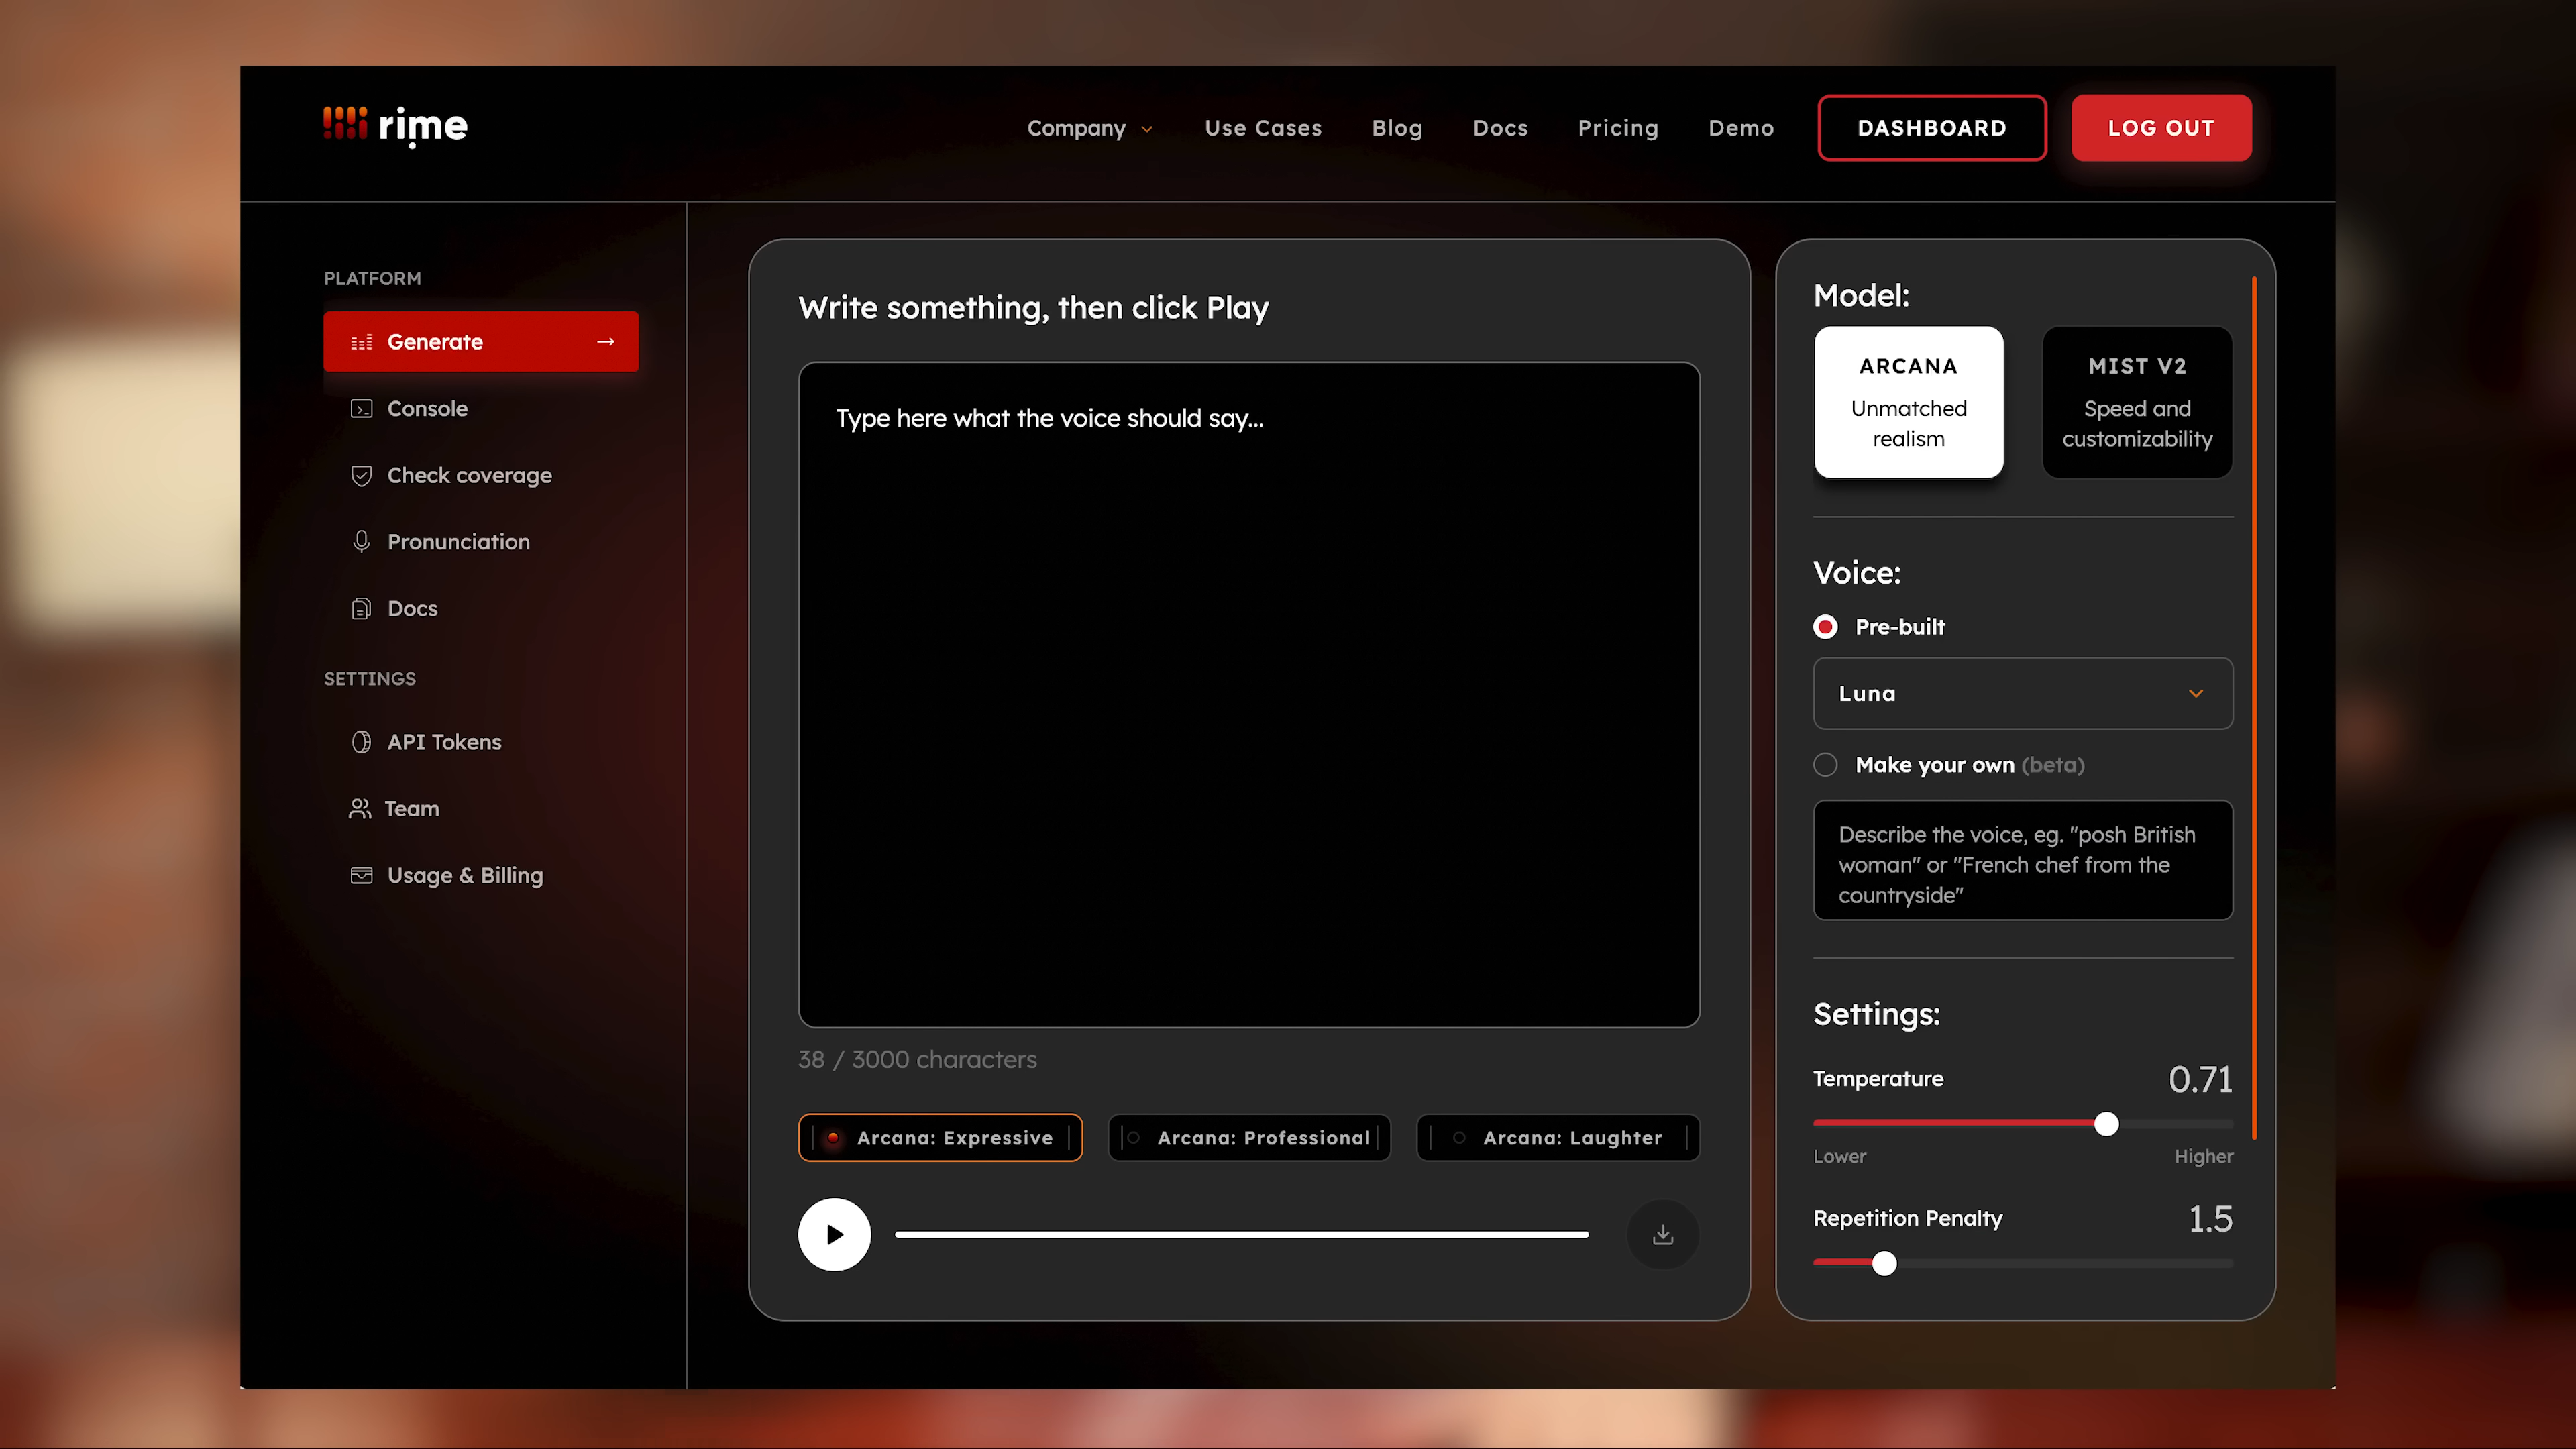 rime
Company
Use Cases
Blog
Docs
Pricing
Demo
DASHBOARD
LOG OUT
PLATFORM
Generate
Console
Check coverage
Pronunciation
Docs
SETTINGS
API Tokens
Team
Usage & Billing
Write something, then click Play
Type here what the voice should say...
38 / 3000 characters
Arcana: Expressive
Arcana: Professional
Arcana: Laughter
Model:
ARCANA
Unmatched
realism
MIST V2
Speed and
customizability
Voice:
Pre-built
Luna
Make your own (beta)
Describe the voice, eg. "posh British
woman" or "French chef from the
countryside"
Settings:
Temperature
0.71
Lower
Higher
Repetition Penalty
1.5